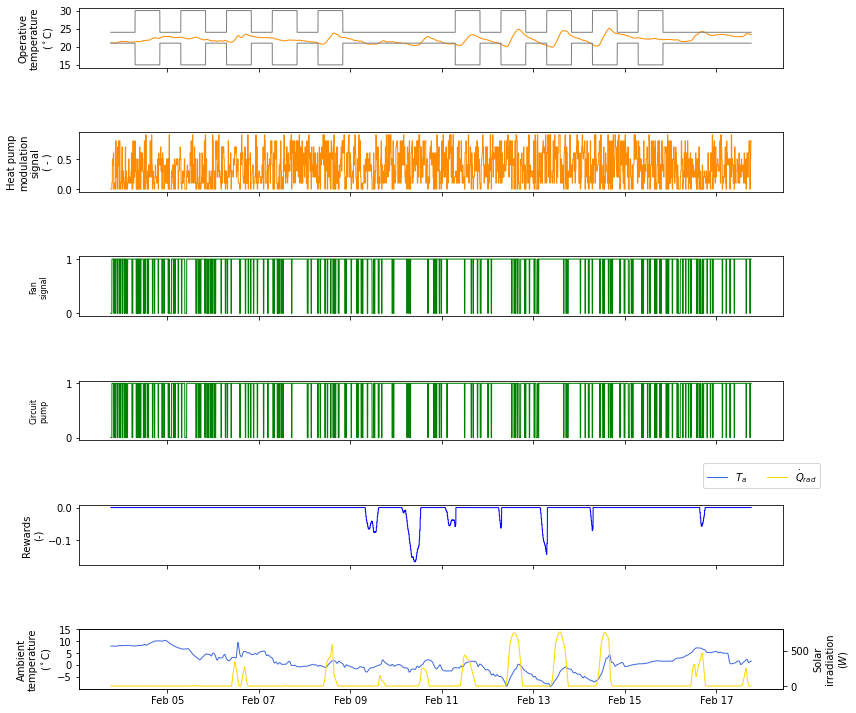 Operative
temperature
(°C)
30
25
20
15
Heat pump
modulation
signal
( - )
0.5
0.0
Fan
signal
1
0
Circuit
pump
1
0
T_a
Q̇_rad
Rewards
(-)
0.0
−0.1
Ambient
temperature
(°C)
15
10
5
0
−5
Solar
irradiation
(W)
500
0
Feb 05 Feb 07 Feb 09 Feb 11 Feb 13 Feb 15 Feb 17